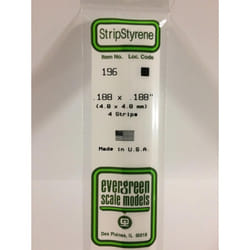 StripStyrene
Item No. Loc. Code
196
.188 x .188"
(4.8 x 4.8 mm)
4 Strips
Made in U.S.A.
evergreen
scale models
Des Plaines, IL 60018